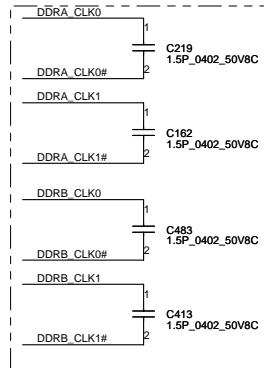 DDRA_CLK0
1
C219
1.5P_0402_50V8C
2
DDRA_CLK0#
DDRA_CLK1
1
C162
1.5P_0402_50V8C
2
DDRA_CLK1#
DDRB_CLK0
1
C483
1.5P_0402_50V8C
2
DDRB_CLK0#
DDRB_CLK1
1
C413
1.5P_0402_50V8C
2
DDRB_CLK1#